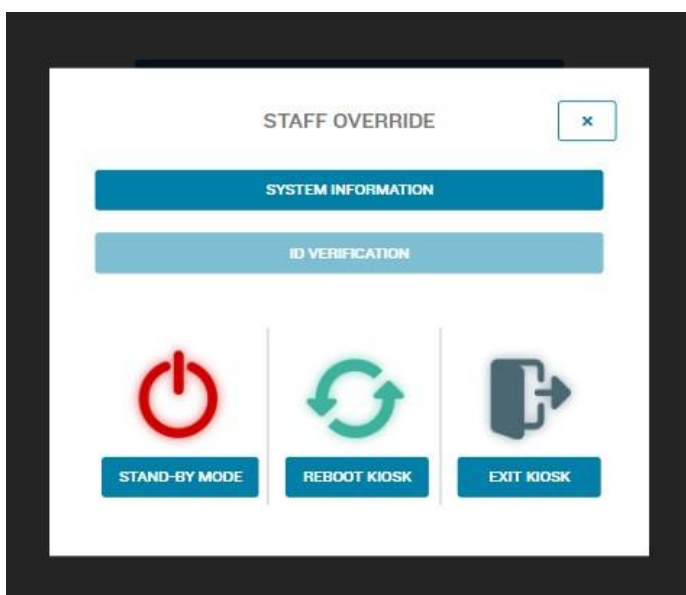 STAFF OVERRIDE
×
SYSTEM INFORMATION
ID VERIFICATION
STAND-BY MODE
REBOOT KIOSK
EXIT KIOSK